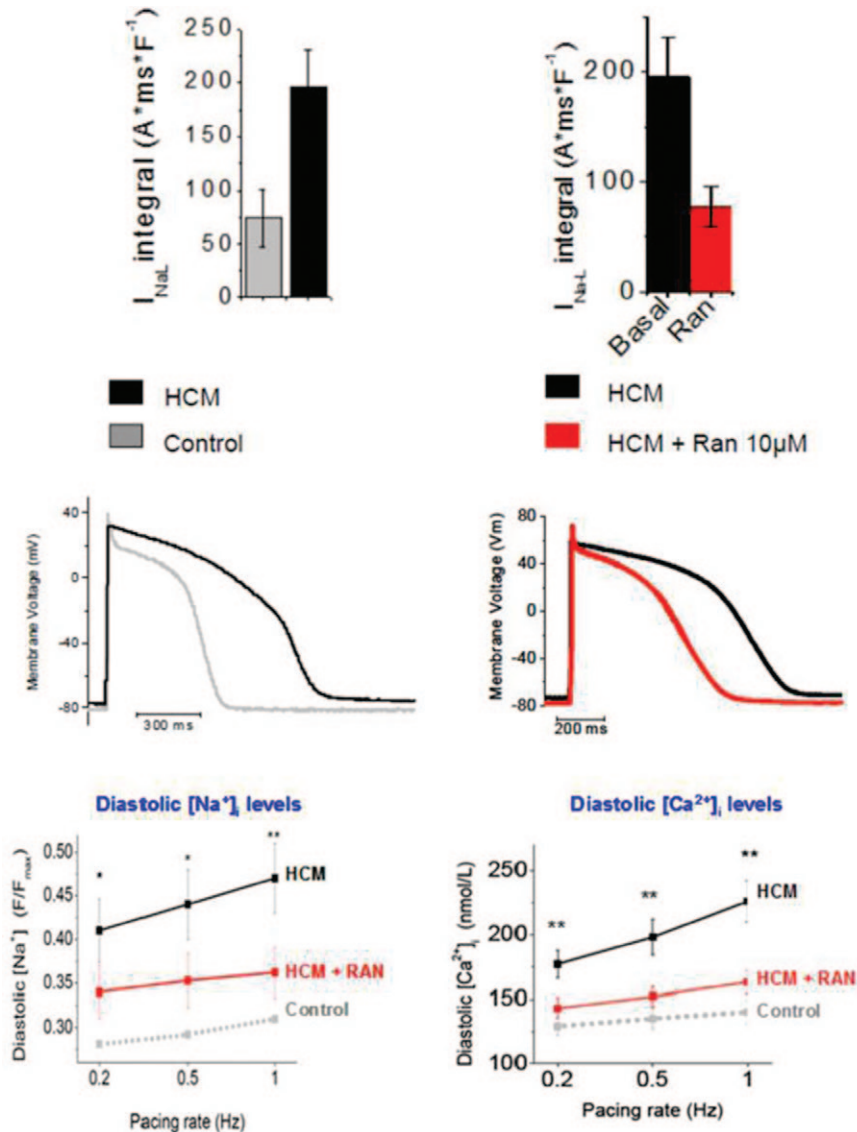 I_NaL integral (A*ms*F^-1)
250
200
150
100
50
0
I_Na-L integral (A*ms*F^-1)
200
100
0
Basal
Ran
HCM
Control
HCM
HCM + Ran 10µM
Membrane Voltage (mV)
40
0
-40
-80
300 ms
Membrane Voltage (Vm)
80
40
0
-40
-80
200 ms
Diastolic [Na⁺]ᵢ levels
Diastolic [Na⁺]ᵢ (F/Fmax)
0.50
0.45
0.40
0.35
0.30
*
*
**
HCM
HCM + RAN
Control
0.2
0.5
1
Pacing rate (Hz)
Diastolic [Ca²⁺]ᵢ levels
Diastolic [Ca²⁺]ᵢ (nmol/L)
250
200
150
100
**
**
**
HCM
HCM + RAN
Control
0.2
0.5
1
Pacing rate (Hz)